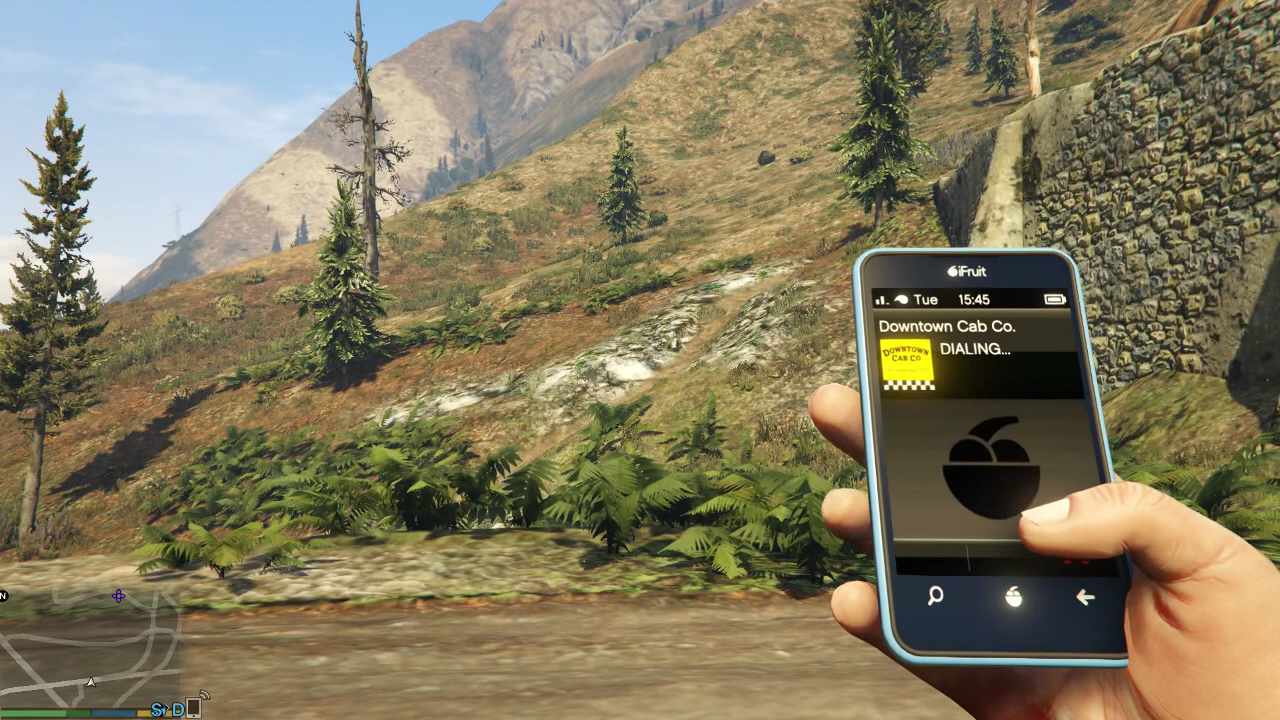 iFruit
Tue 15:45
Downtown Cab Co.
DOWNTOWN
CAB CO
DIALING...
N
S D